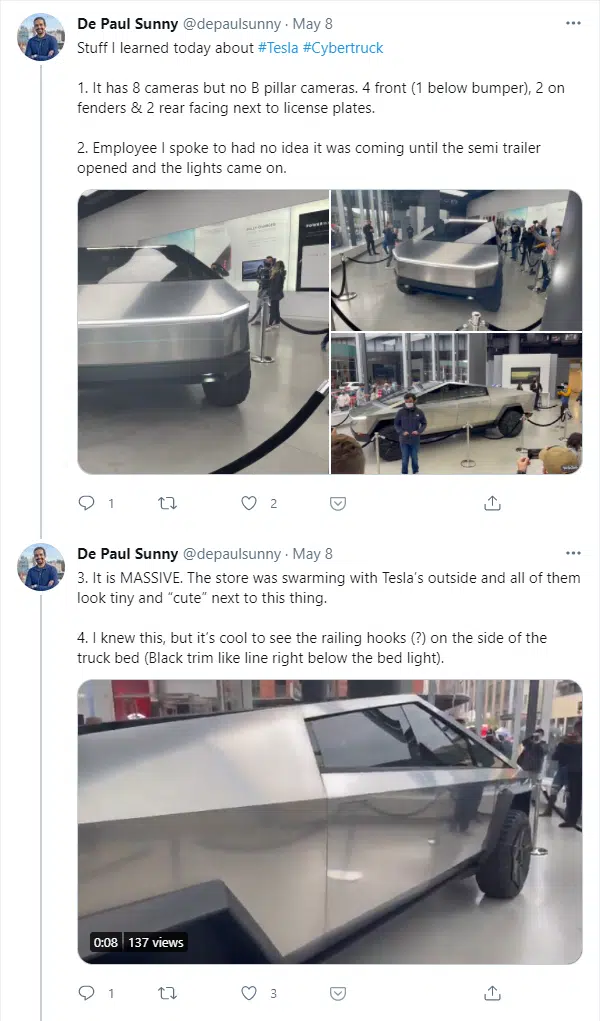 De Paul Sunny @depaulsunny · May 8
Stuff I learned today about #Tesla #Cybertruck
1. It has 8 cameras but no B pillar cameras. 4 front (1 below bumper), 2 on
fenders & 2 rear facing next to license plates.
2. Employee I spoke to had no idea it was coming until the semi trailer
opened and the lights came on.
1
2
De Paul Sunny @depaulsunny · May 8
3. It is MASSIVE. The store was swarming with Tesla's outside and all of them
look tiny and “cute” next to this thing.
4. I knew this, but it's cool to see the railing hooks (?) on the side of the
truck bed (Black trim like line right below the bed light).
0:08 137 views
1
3